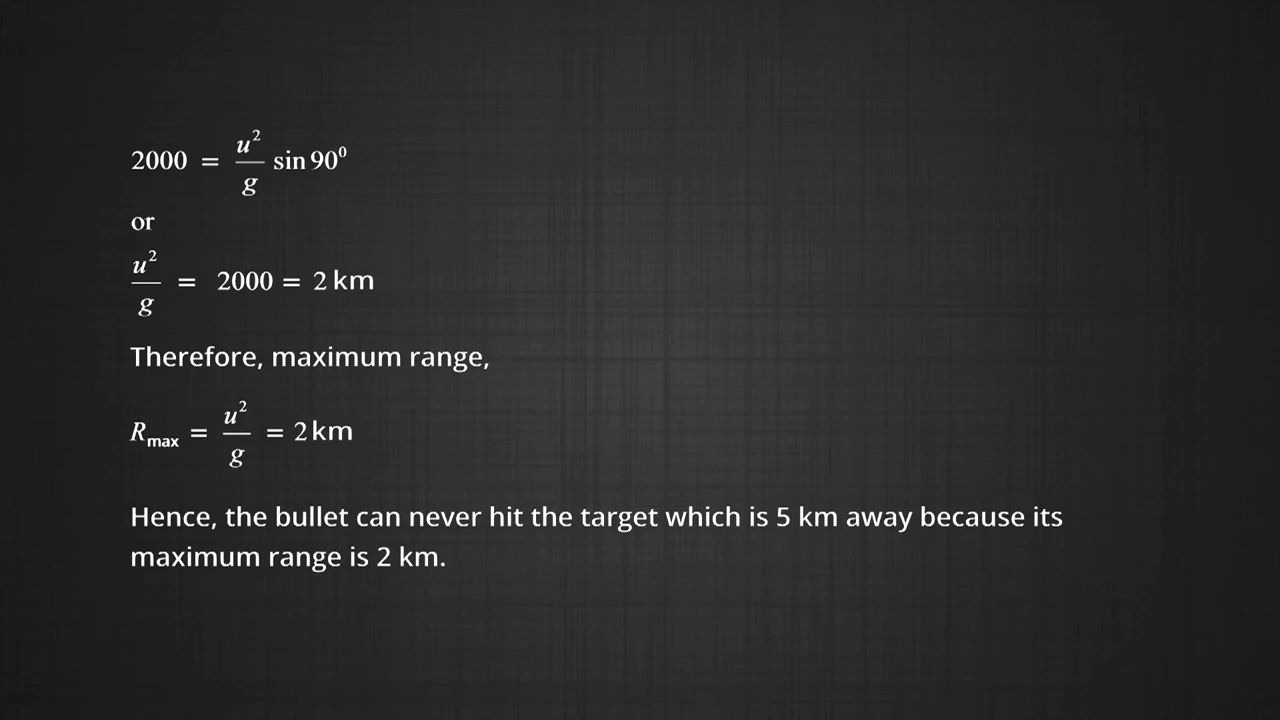 2000 = u²/g sin 90⁰
or
u²/g = 2000 = 2 km
Therefore, maximum range,
Rmax = u²/g = 2 km
Hence, the bullet can never hit the target which is 5 km away because its
maximum range is 2 km.